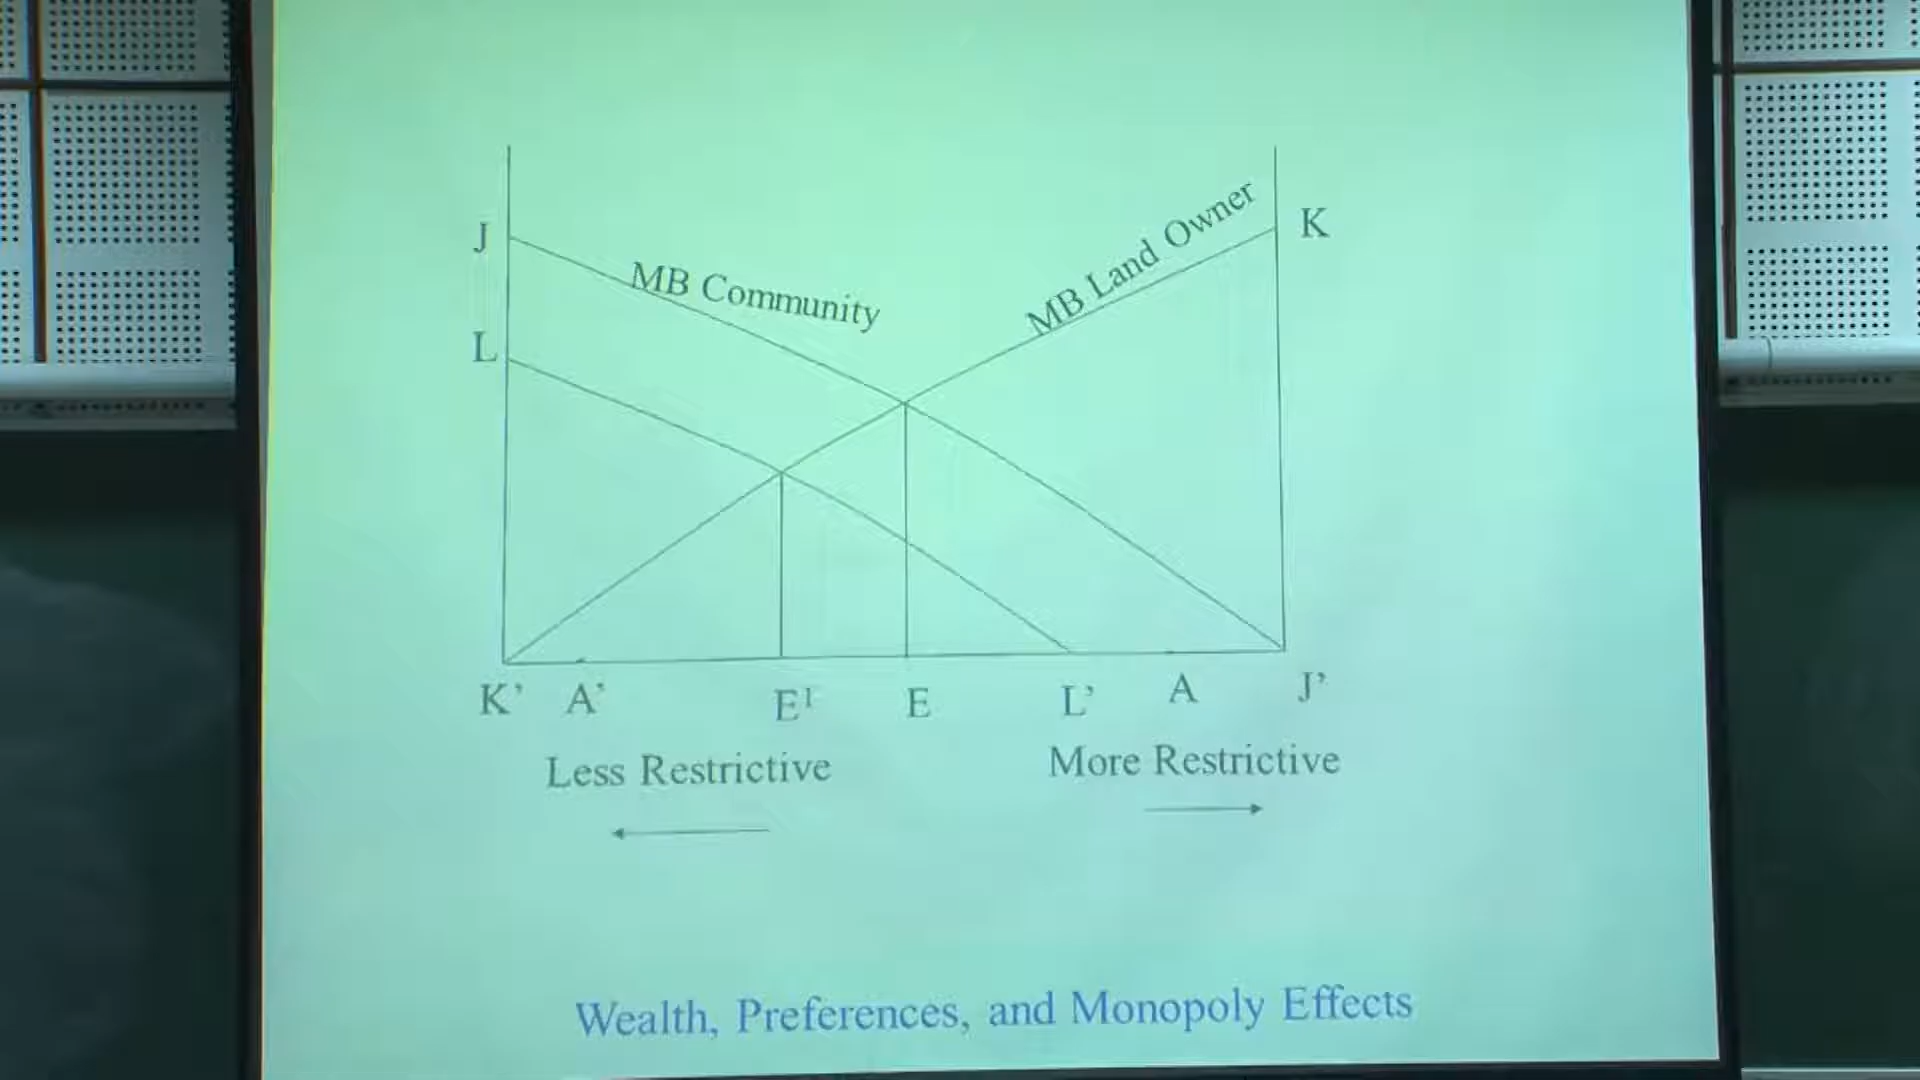 J
MB Community
MB Land Owner
K
L
K’ A’ E¹ E L’ A J’
Less Restrictive
More Restrictive
Wealth, Preferences, and Monopoly Effects